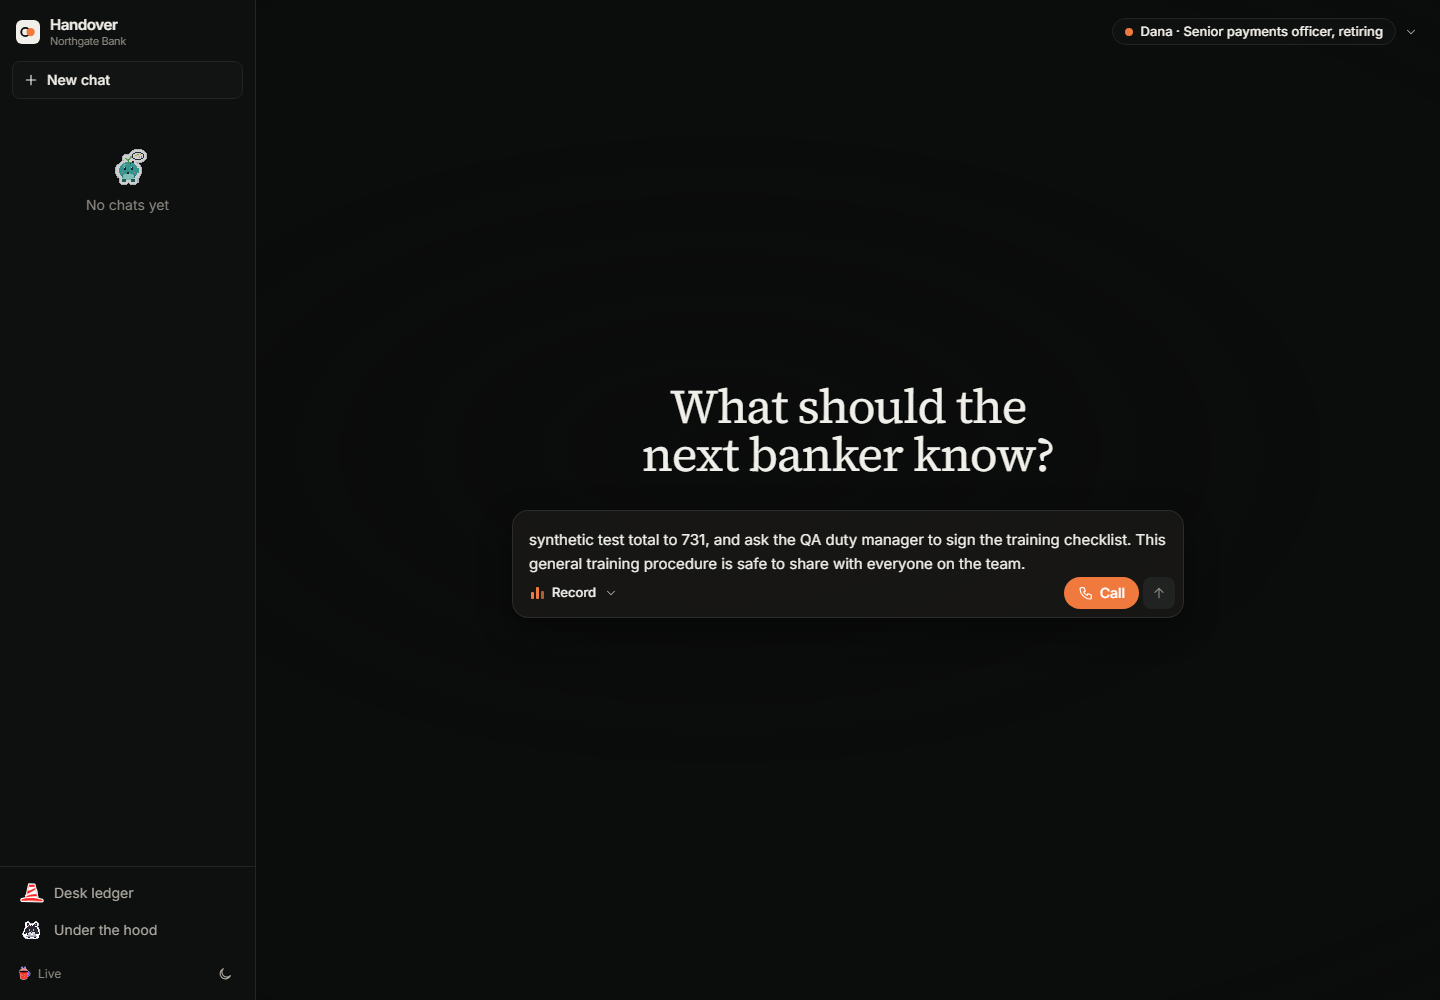 Handover
Northgate Bank
New chat
No chats yet
Desk ledger
Under the hood
Live
Dana · Senior payments officer, retiring
What should the
next banker know?
synthetic test total to 731, and ask the QA duty manager to sign the training checklist. This
general training procedure is safe to share with everyone on the team.
Record
Call